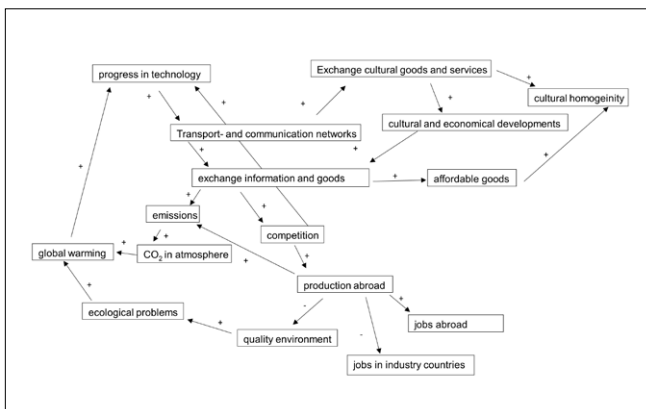 progress in technology
Exchange cultural goods and services
+
cultural homogeinity
+
+
+
+
Transport- and communication networks
cultural and economical developments
+
+
exchange information and goods
+
affordable goods
+
+
emissions
+
+
competition
+
global warming
+
CO₂ in atmosphere
+
+
production abroad
+
ecological problems
-
+
jobs abroad
+
quality environment
-
jobs in industry countries